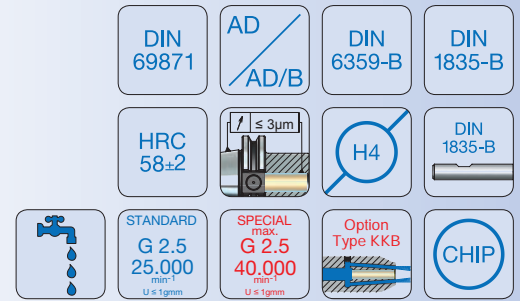 DIN
69871
AD
AD/B
DIN
6359-B
DIN
1835-B
HRC
58±2
≤ 3µm
H4
DIN
1835-B
STANDARD
G 2.5
25.000
min⁻¹
U ≤ 1gmm
SPECIAL
max.
G 2.5
40.000
min⁻¹
U ≤ 1gmm
Option
Type KKB
CHIP